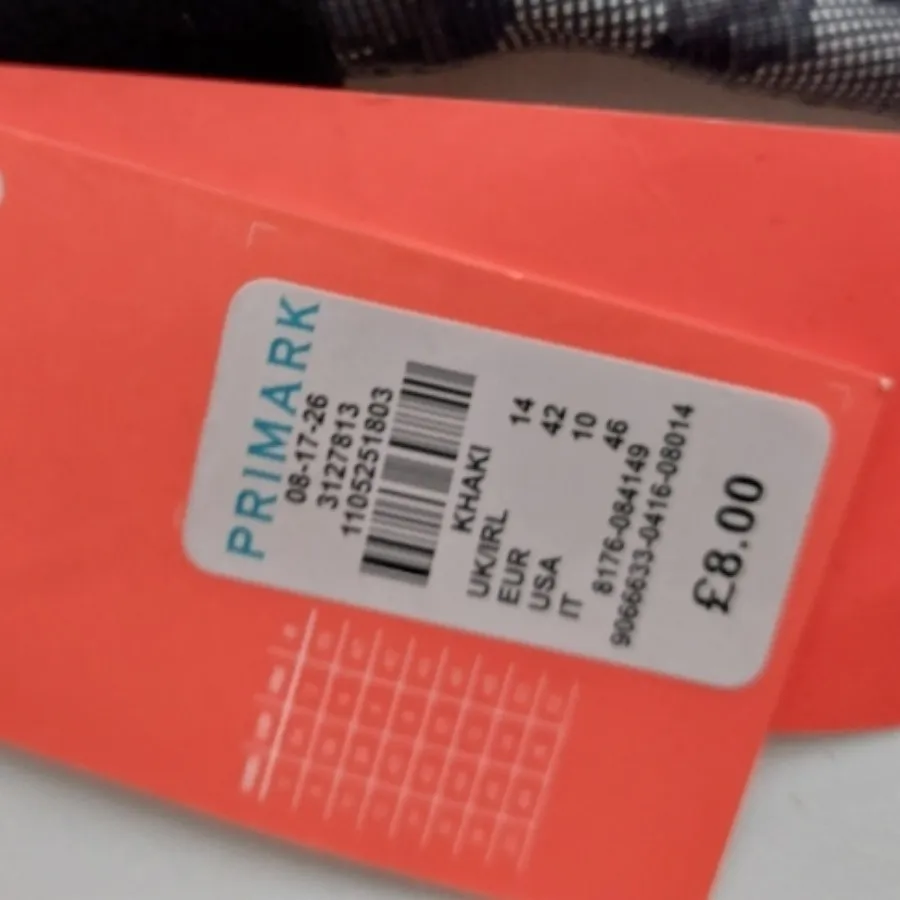 PRIMARK
08-17-26
3127813
1105251803
KHAKI
UK/IRL 14
EUR 42
USA 10
IT 46
8176-084149
9066633-0416-08014
£8.00